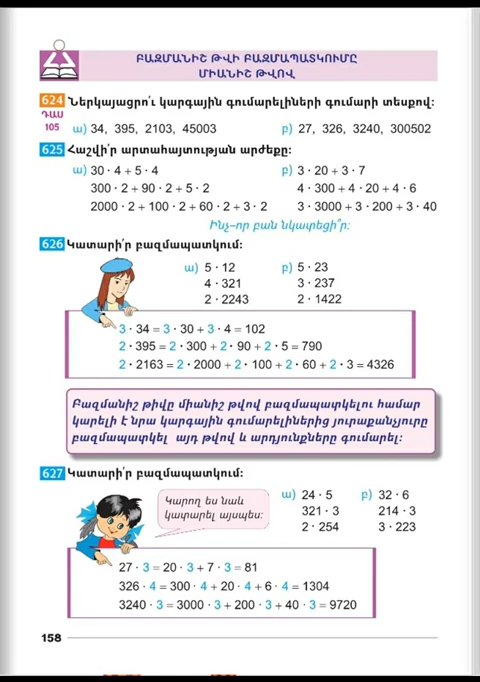 ԲԱԶՄԱՆԻՇ ԹՎԻ ԲԱԶՄԱՊԱՏԿՈՒՄԸ
ՄԻԱՆԻՇ ԹՎՈՎ
624 Ներկայացրո՛ւ կարգային գումարելիների գումարի տեսքով:
ԴԱՍ
105 ա) 34, 395, 2103, 45003 բ) 27, 326, 3240, 300502
625 Հաշվի՛ր արտահայտության արժեքը:
ա) 30 · 4 + 5 · 4 բ) 3 · 20 + 3 · 7
300 · 2 + 90 · 2 + 5 · 2 4 · 300 + 4 · 20 + 4 · 6
2000 · 2 + 100 · 2 + 60 · 2 + 3 · 2 3 · 3000 + 3 · 200 + 3 · 40
Ինչ–որ բան նկատեցի՞ր:
626 Կատարի՛ր բազմապատկում:
ա) 5 · 12 բ) 5 · 23
4 · 321 3 · 237
2 · 2243 2 · 1422
3 · 34 = 3 · 30 + 3 · 4 = 102
2 · 395 = 2 · 300 + 2 · 90 + 2 · 5 = 790
2 · 2163 = 2 · 2000 + 2 · 100 + 2 · 60 + 2 · 3 = 4326
Բազմանիշ թիվը միանիշ թվով բազմապատկելու համար
կարելի է նրա կարգային գումարելիներից յուրաքանչյուրը
բազմապատկել այդ թվով և արդյունքները գումարել:
627 Կատարի՛ր բազմապատկում:
Կարող ես նաև
կատարել այսպես:
ա) 24 · 5 բ) 32 · 6
321 · 3 214 · 3
2 · 254 3 · 223
27 · 3 = 20 · 3 + 7 · 3 = 81
326 · 4 = 300 · 4 + 20 · 4 + 6 · 4 = 1304
3240 · 3 = 3000 · 3 + 200 · 3 + 40 · 3 = 9720
158